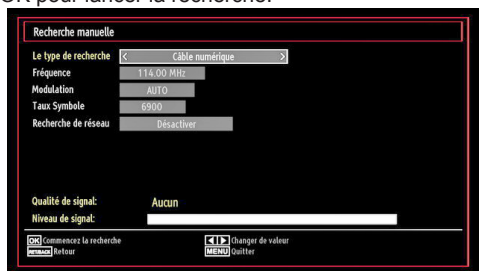 OK pour lancer la recherche.
Recherche manuelle
Le type de recherche < Câble numérique >
Fréquence 114.00 MHz
Modulation AUTO
Taux Symbole 6900
Recherche de réseau Désactiver
Qualité de signal: Aucun
Niveau de signal:
OK Commencez la recherche ◀ ▶ Changer de valeur
RET/BACK Retour MENU Quitter